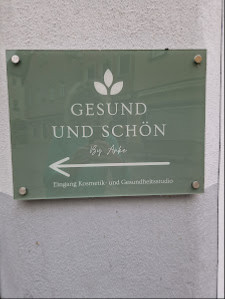 GESUND
UND SCHÖN
By Anke
Eingang Kosmetik- und Gesundheitsstudio